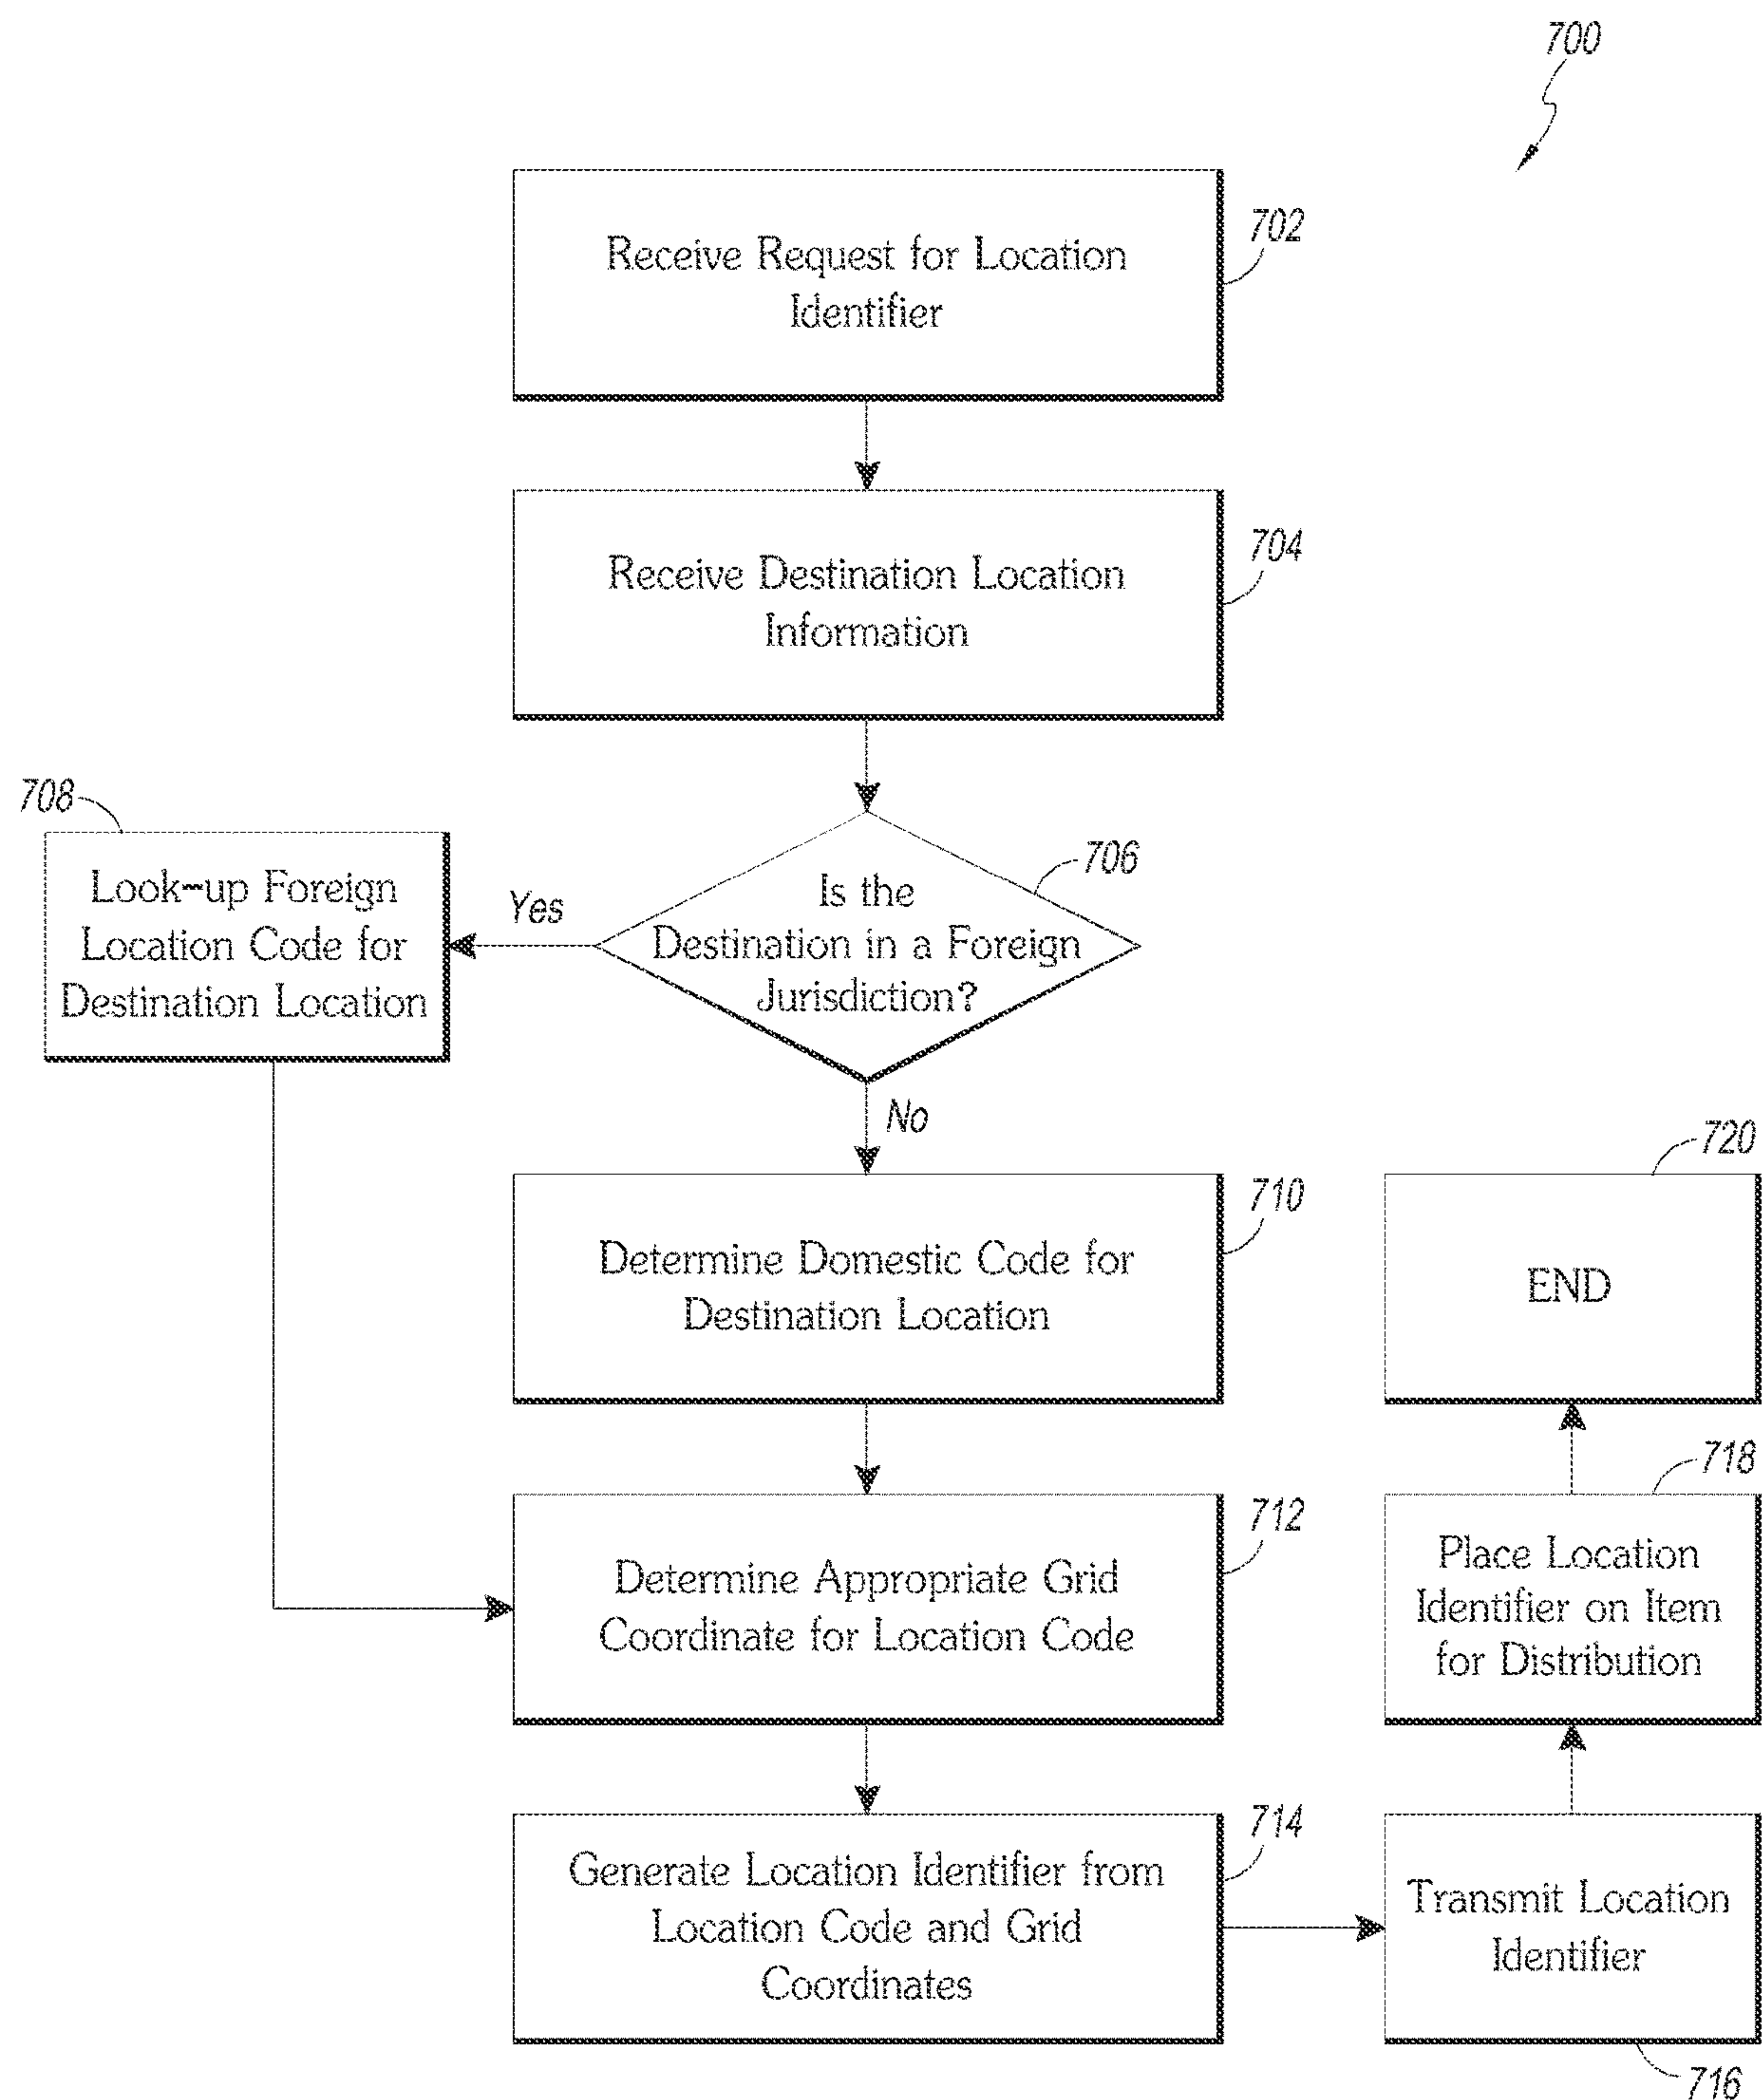 700
702
Receive Request for Location
Identifier
704
Receive Destination Location
Information
708
Look-up Foreign
Location Code for
Destination Location
Yes
706
Is the
Destination in a Foreign
Jurisdiction?
No
710
Determine Domestic Code for
Destination Location
712
Determine Appropriate Grid
Coordinate for Location Code
714
Generate Location Identifier from
Location Code and Grid
Coordinates
716
Transmit Location
Identifier
718
Place Location
Identifier on Item
for Distribution
720
END